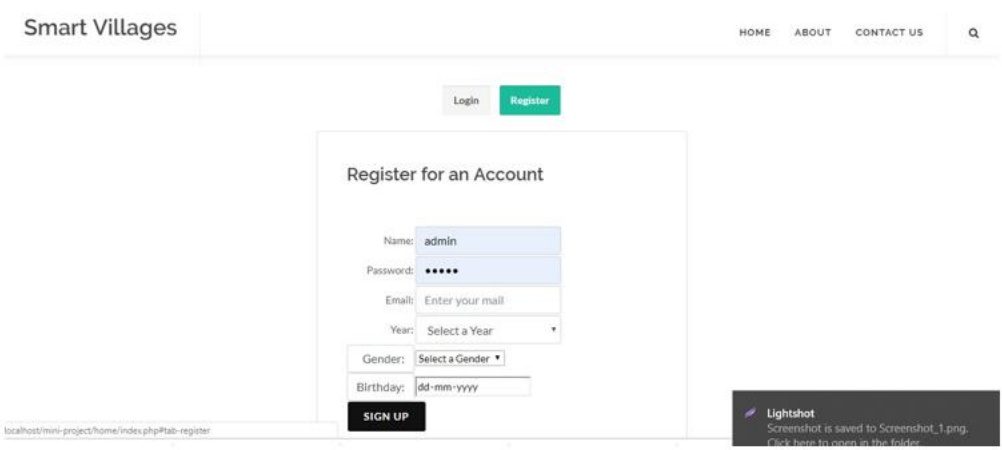 Smart Villages
HOME ABOUT CONTACT US
Login Register
Register for an Account
Name: admin
Password: •••••
Email: Enter your mail
Year: Select a Year
Gender: Select a Gender
Birthday: dd-mm-yyyy
SIGN UP
localhost/mini-project/home/index.php#tab-register
Lightshot
Screenshot is saved to Screenshot_1.png.
Click here to open in the folder.